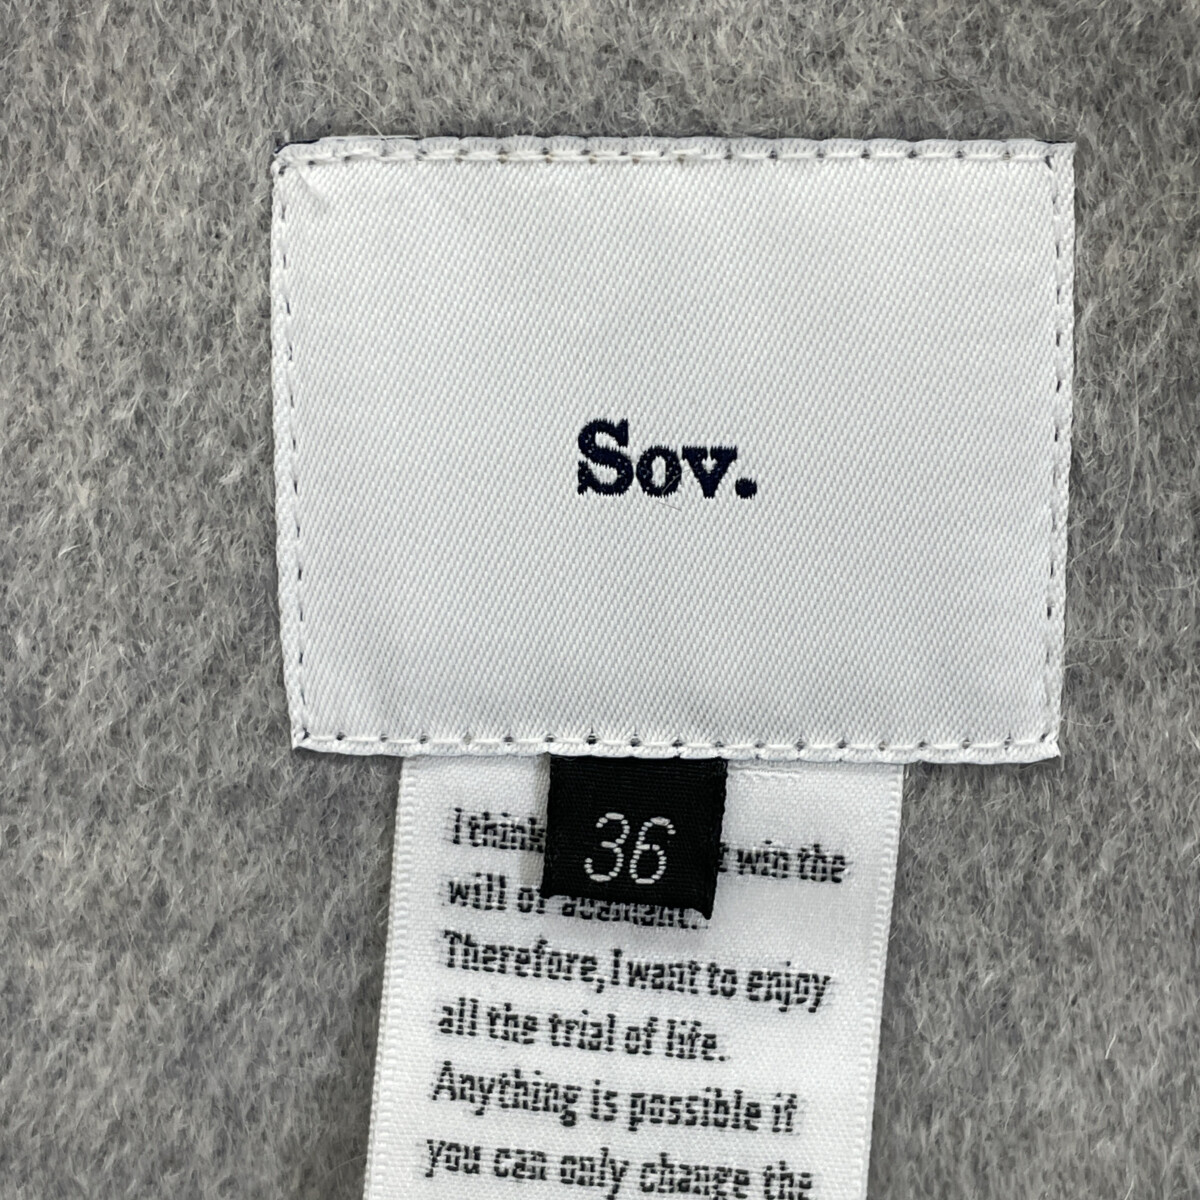 Sov.
36
I think win the
will of adamant.
Therefore, I want to enjoy
all the trial of life.
Anything is possible if
you can only change the